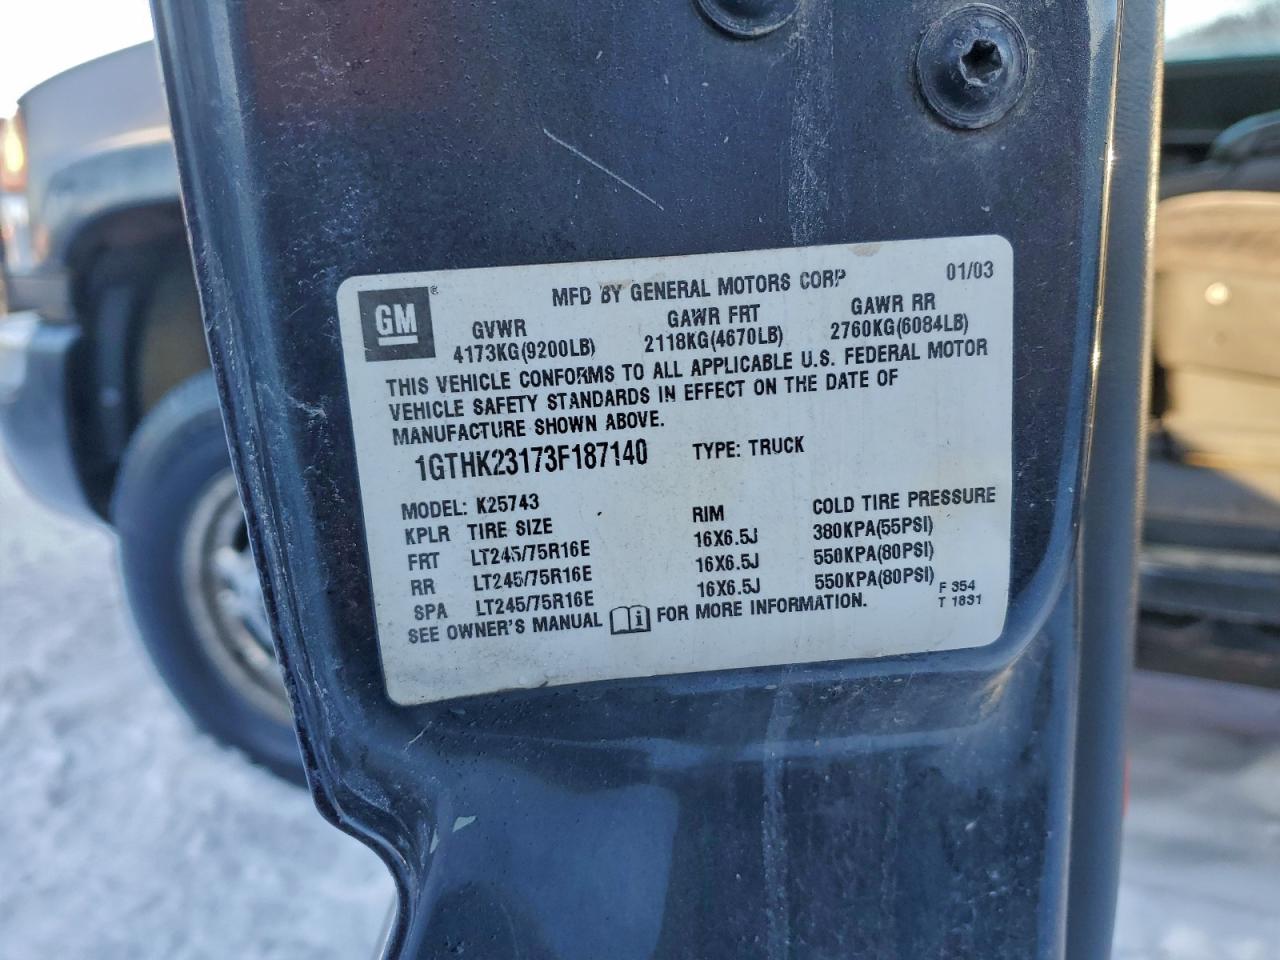 MFD BY GENERAL MOTORS CORP 01/03
GM®
GVWR GAWR FRT GAWR RR
4173KG(9200LB) 2118KG(4670LB) 2760KG(6084LB)
THIS VEHICLE CONFORMS TO ALL APPLICABLE U.S. FEDERAL MOTOR
VEHICLE SAFETY STANDARDS IN EFFECT ON THE DATE OF
MANUFACTURE SHOWN ABOVE.
1GTHK23173F187140 TYPE: TRUCK
MODEL: K25743
KPLR TIRE SIZE RIM COLD TIRE PRESSURE
FRT LT245/75R16E 16X6.5J 380KPA(55PSI)
RR LT245/75R16E 16X6.5J 550KPA(80PSI)
SPA LT245/75R16E 16X6.5J 550KPA(80PSI)
SEE OWNER'S MANUAL i FOR MORE INFORMATION.
F 354
T 1831